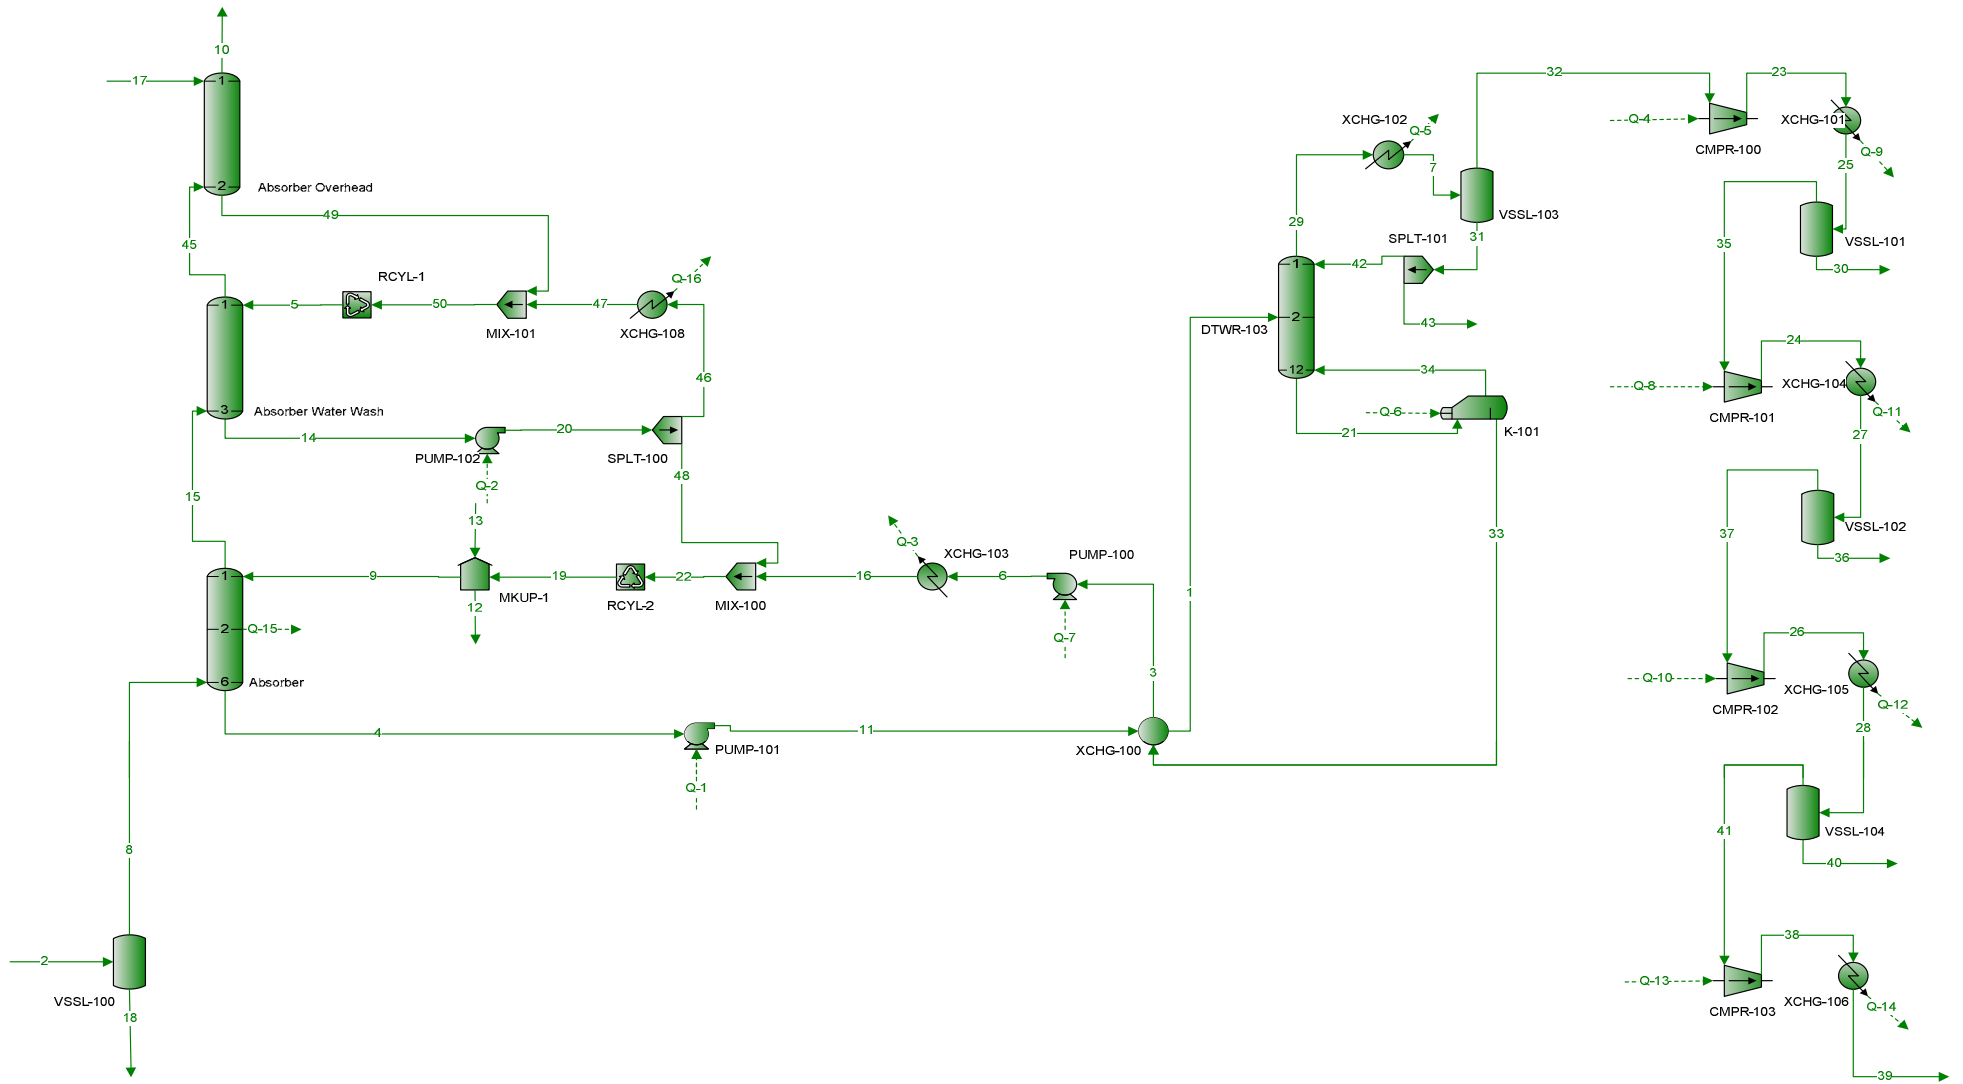 10
17
1
2
Absorber Overhead
49
45
RCYL-1
Q-16
1
5
50
47
MIX-101
XCHG-108
46
3
Absorber Water Wash
14
20
PUMP-102
SPLT-100
48
Q-2
15
13
1
9
19
22
16
6
MKUP-1
RCYL-2
MIX-100
12
Q-3
XCHG-103
PUMP-100
Q-7
2
Q-15
6
Absorber
3
1
4
11
PUMP-101
XCHG-100
Q-1
8
2
VSSL-100
18
XCHG-102
Q-5
7
VSSL-103
29
31
SPLT-101
1
42
2
DTWR-103
43
12
34
Q-6
21
K-101
33
32
23
Q-4
CMPR-100
XCHG-101
Q-9
25
35
VSSL-101
30
24
Q-8
XCHG-104
CMPR-101
Q-11
27
37
VSSL-102
36
26
Q-10
XCHG-105
CMPR-102
Q-12
28
41
VSSL-104
40
38
Q-13
XCHG-106
CMPR-103
Q-14
39